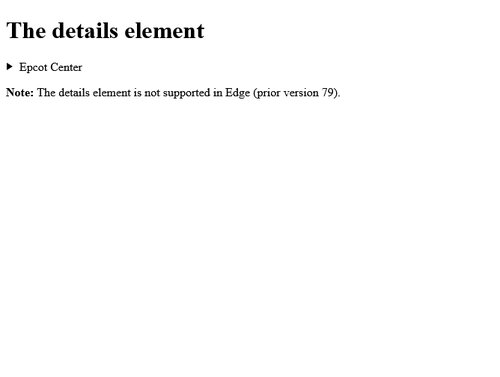 The details element
Epcot Center
Note: The details element is not supported in Edge (prior version 79).